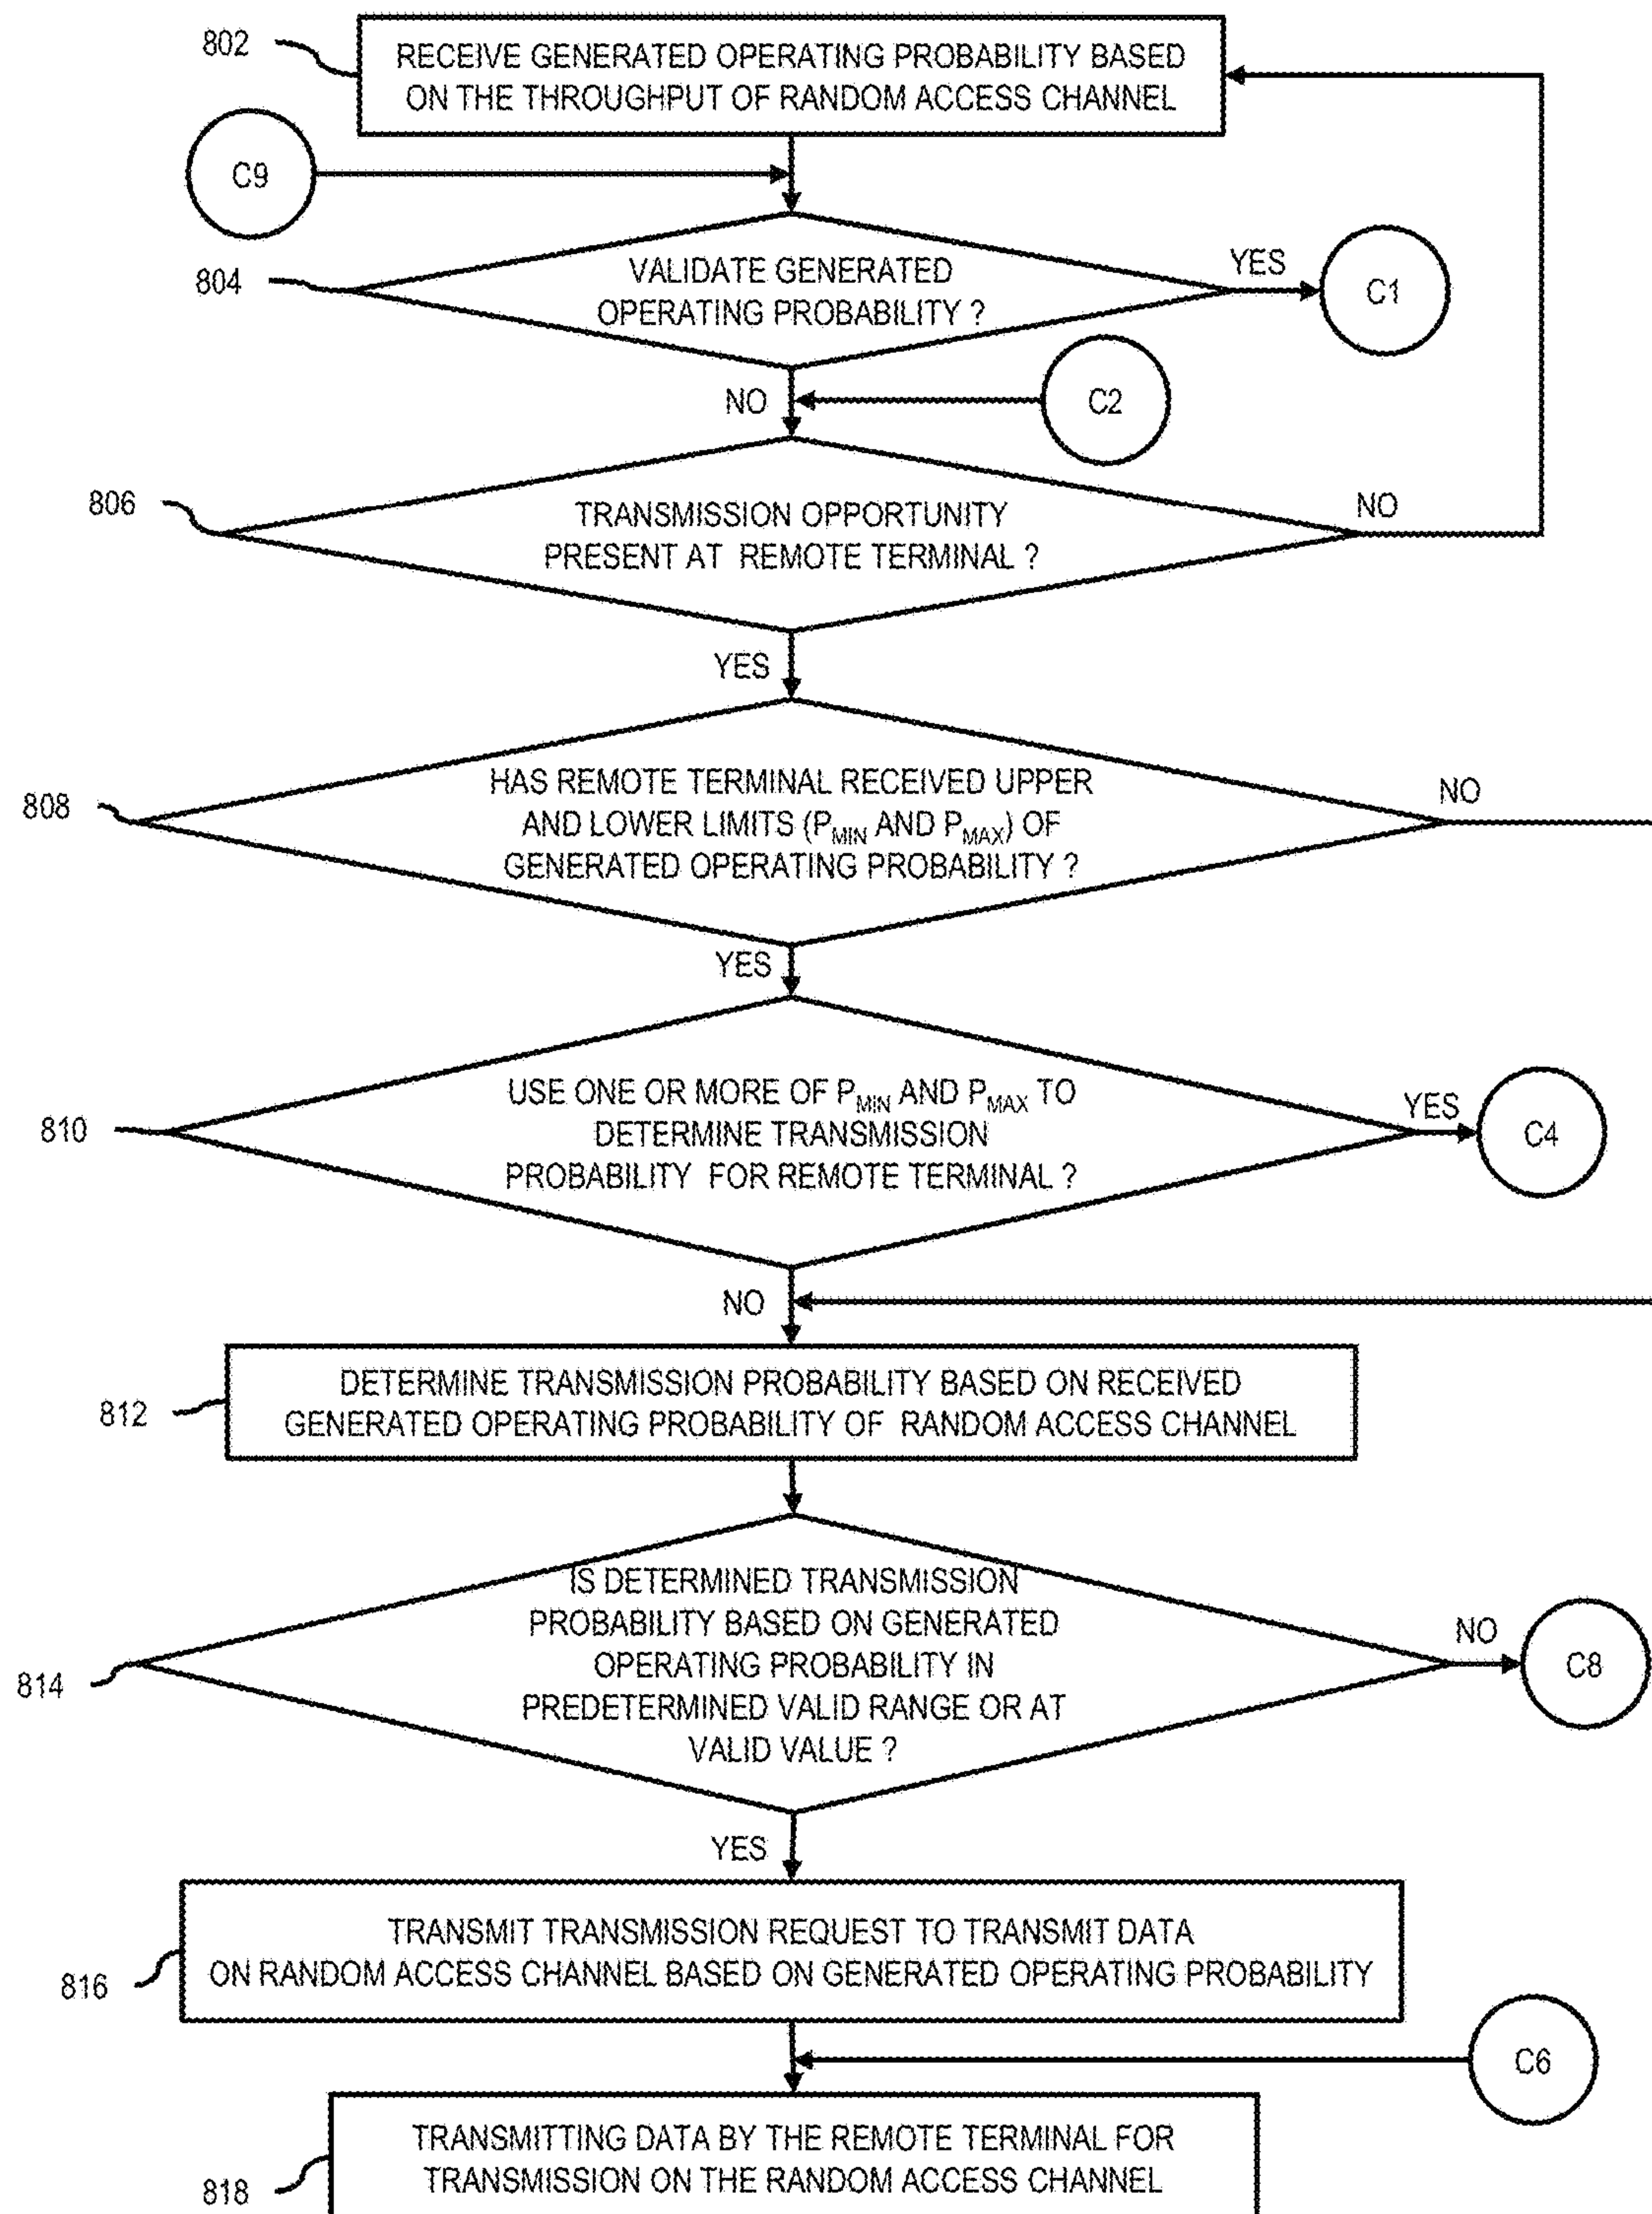 802
RECEIVE GENERATED OPERATING PROBABILITY BASED
ON THE THROUGHPUT OF RANDOM ACCESS CHANNEL
C9
804
VALIDATE GENERATED
OPERATING PROBABILITY ?
YES
C1
NO
C2
806
TRANSMISSION OPPORTUNITY
PRESENT AT REMOTE TERMINAL ?
NO
YES
808
HAS REMOTE TERMINAL RECEIVED UPPER
AND LOWER LIMITS (PMIN AND PMAX) OF
GENERATED OPERATING PROBABILITY ?
NO
YES
810
USE ONE OR MORE OF PMIN AND PMAX TO
DETERMINE TRANSMISSION
PROBABILITY FOR REMOTE TERMINAL ?
YES
C4
NO
812
DETERMINE TRANSMISSION PROBABILITY BASED ON RECEIVED
GENERATED OPERATING PROBABILITY OF RANDOM ACCESS CHANNEL
814
IS DETERMINED TRANSMISSION
PROBABILITY BASED ON GENERATED
OPERATING PROBABILITY IN
PREDETERMINED VALID RANGE OR AT
VALID VALUE ?
NO
C8
YES
816
TRANSMIT TRANSMISSION REQUEST TO TRANSMIT DATA
ON RANDOM ACCESS CHANNEL BASED ON GENERATED OPERATING PROBABILITY
C6
818
TRANSMITTING DATA BY THE REMOTE TERMINAL FOR
TRANSMISSION ON THE RANDOM ACCESS CHANNEL